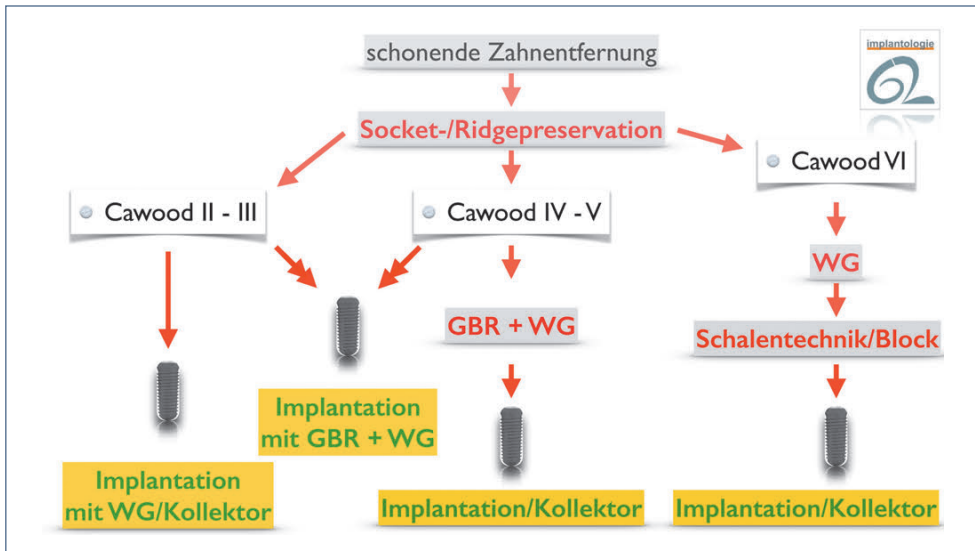 schonende Zahnentfernung
implantologie
Socket-/Ridgepreservation
Cawood VI
Cawood II - III
Cawood IV - V
WG
GBR + WG
Schalentechnik/Block
Implantation
mit GBR + WG
Implantation
mit WG/Kollektor
Implantation/Kollektor
Implantation/Kollektor